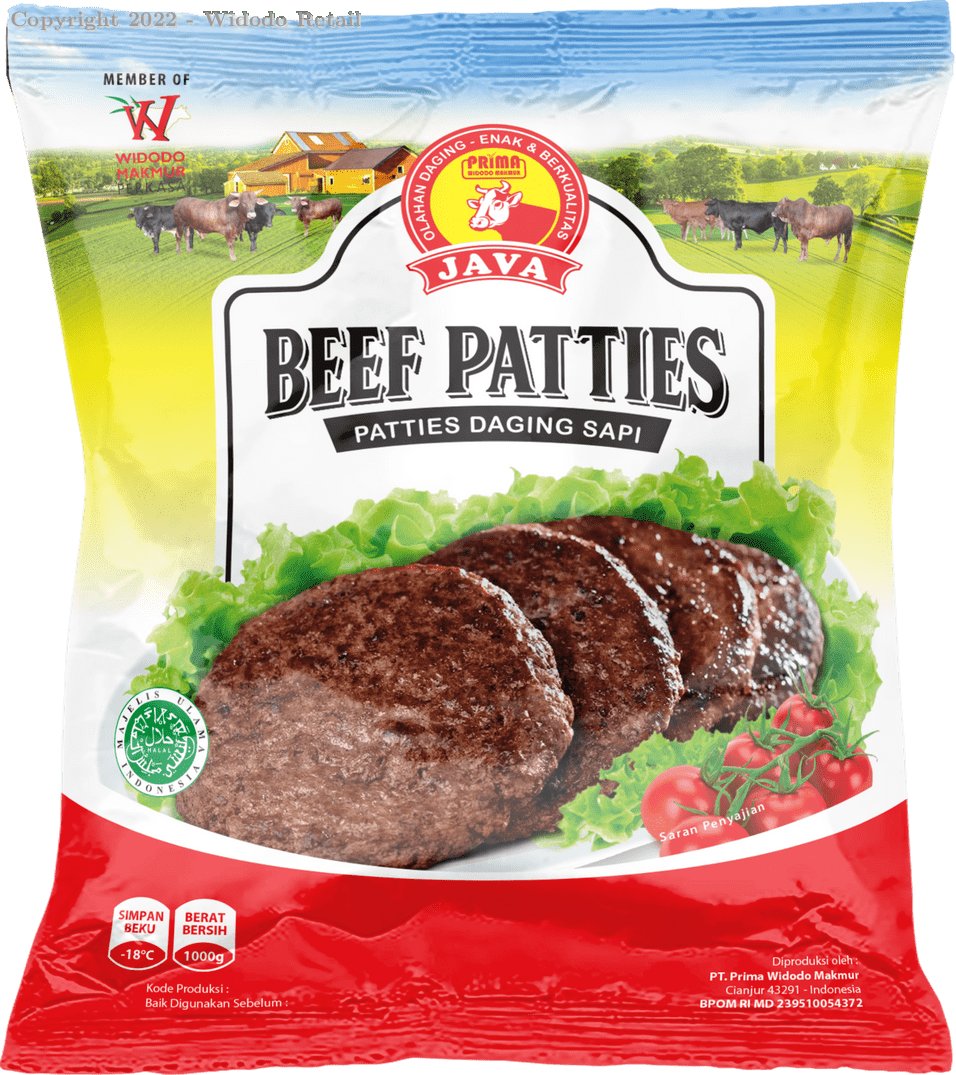 Copyright 2022 - Widodo Retail
MEMBER OF
W
WIDODO
MAKMUR
PERKASA
OLAHAN DAGING - ENAK & BERKUALITAS
PRIMA
WIDODO MAKMUR
JAVA
BEEF PATTIES
PATTIES DAGING SAPI
MAJELIS ULAMA INDONESIA
حلال
HALAL
Saran Penyajian
SIMPAN
BEKU
-18°C
BERAT
BERSIH
1000g
Kode Produksi :
Baik Digunakan Sebelum :
Diproduksi oleh :
PT. Prima Widodo Makmur
Cianjur 43291 - Indonesia
BPOM RI MD 239510054372